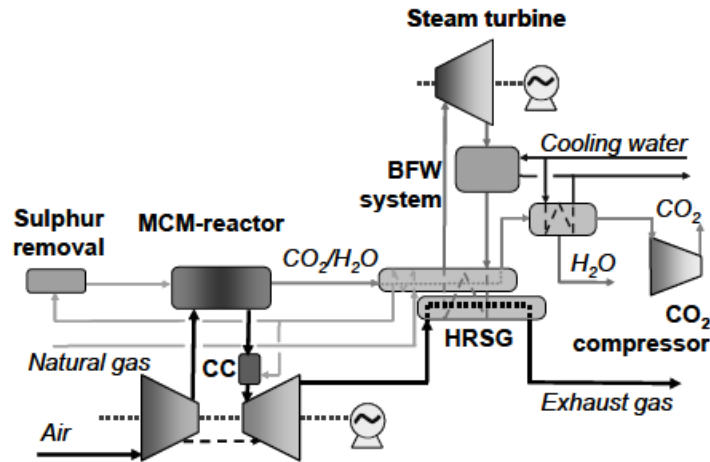 Steam turbine
Cooling water
BFW
system
Sulphur
removal
MCM-reactor
CO2/H2O
CO2
H2O
Natural gas
CC
HRSG
CO2
compressor
Exhaust gas
Air